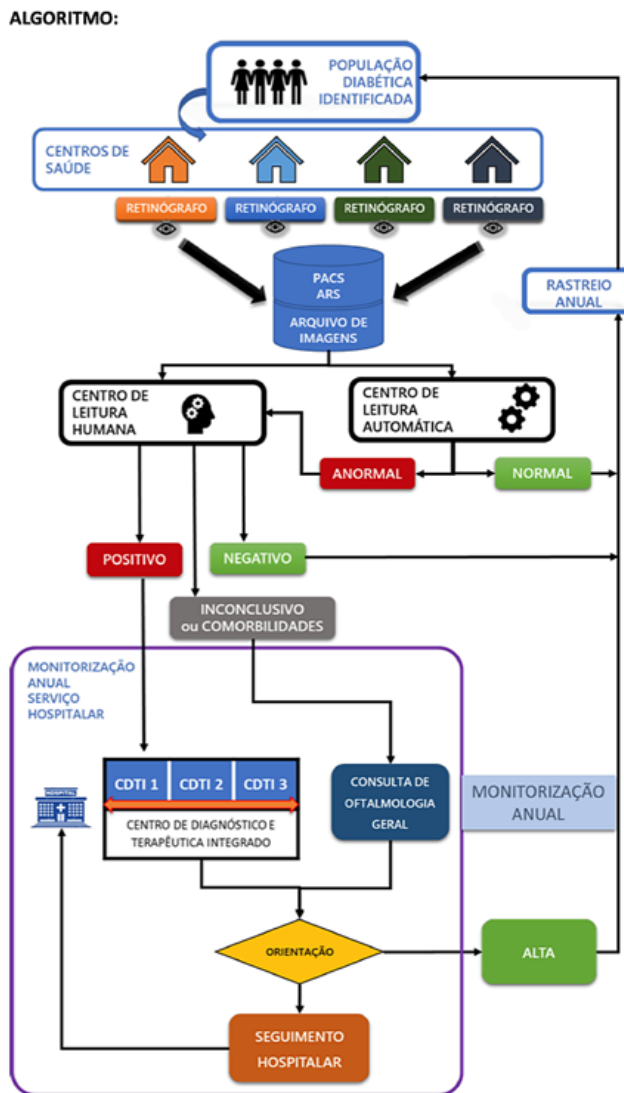 ALGORITMO:
POPULAÇÃO
DIABÉTICA
IDENTIFICADA
CENTROS DE
SAÚDE
RETINÓGRAFO
RETINÓGRAFO
RETINÓGRAFO
RETINÓGRAFO
PACS
ARS
ARQUIVO DE
IMAGENS
RASTREIO
ANUAL
CENTRO DE
LEITURA
HUMANA
CENTRO DE
LEITURA
AUTOMÁTICA
ANORMAL
NORMAL
POSITIVO
NEGATIVO
INCONCLUSIVO
ou COMORBILIDADES
MONITORIZAÇÃO
ANUAL
SERVIÇO
HOSPITALAR
HOSPITAL
CDTI 1
CDTI 2
CDTI 3
CENTRO DE DIAGNÓSTICO E
TERAPÊUTICA INTEGRADO
CONSULTA DE
OFTALMOLOGIA
GERAL
MONITORIZAÇÃO
ANUAL
ORIENTAÇÃO
ALTA
SEGUIMENTO
HOSPITALAR